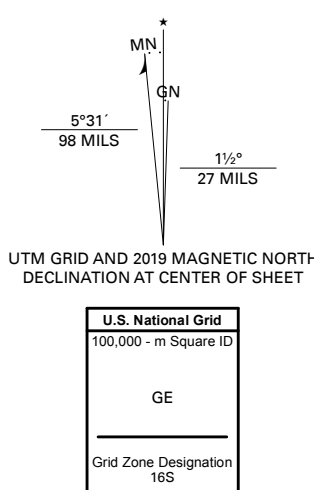 ★
MN
GN
5°31´
98 MILS
1½°
27 MILS
UTM GRID AND 2019 MAGNETIC NORTH
DECLINATION AT CENTER OF SHEET
U.S. National Grid
100,000 - m Square ID
GE
Grid Zone Designation
16S